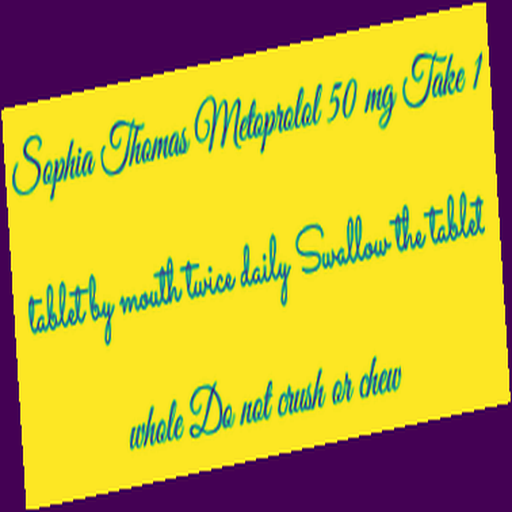 Sophia Thomas Metoprolol 50 mg Take 1
tablet by mouth twice daily Swallow the tablet
whole Do not crush or chew